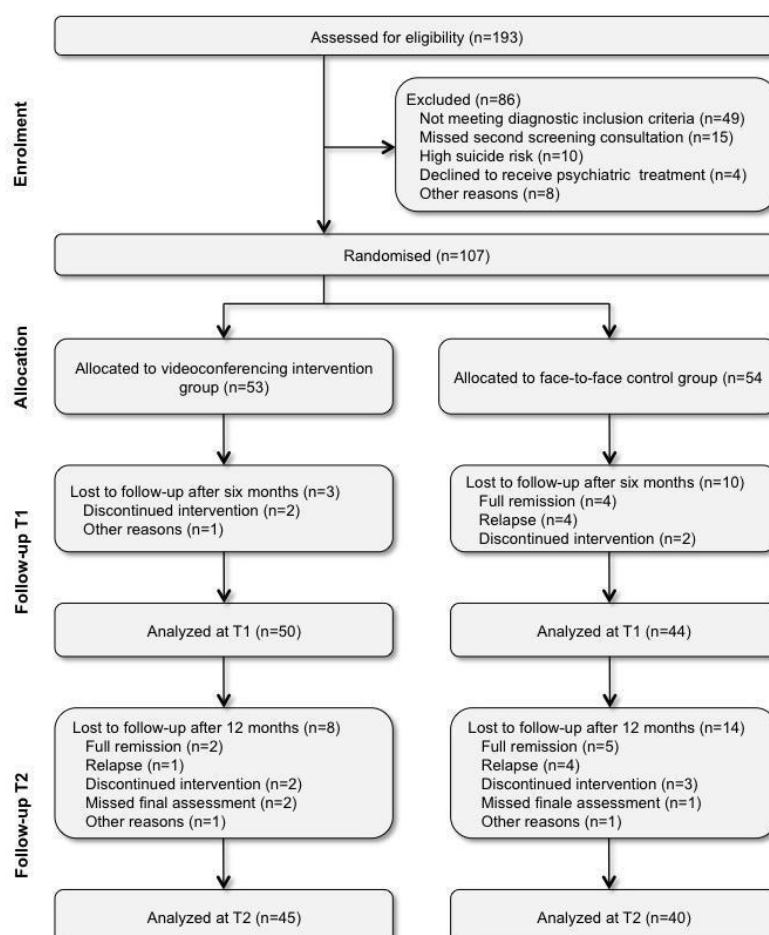 Assessed for eligibility (n=193)
Enrolment
Excluded (n=86)
Not meeting diagnostic inclusion criteria (n=49)
Missed second screening consultation (n=15)
High suicide risk (n=10)
Declined to receive psychiatric treatment (n=4)
Other reasons (n=8)
Randomised (n=107)
Allocation
Allocated to videoconferencing intervention
group (n=53)
Allocated to face-to-face control group (n=54
Follow-up T1
Lost to follow-up after six months (n=3)
Discontinued intervention (n=2)
Other reasons (n=1)
Lost to follow-up after six months (n=10)
Full remission (n=4)
Relapse (n=4)
Discontinued intervention (n=2)
Analyzed at T1 (n=50)
Analyzed at T1 (n=44)
Follow-up T2
Lost to follow-up after 12 months (n=8)
Full remission (n=2)
Relapse (n=1)
Discontinued intervention (n=2)
Missed final assessment (n=2)
Other reasons (n=1)
Lost to follow-up after 12 months (n=14)
Full remission (n=5)
Relapse (n=4)
Discontinued intervention (n=3)
Missed finale assessment (n=1)
Other reasons (n=1)
Analyzed at T2 (n=45)
Analyzed at T2 (n=40)